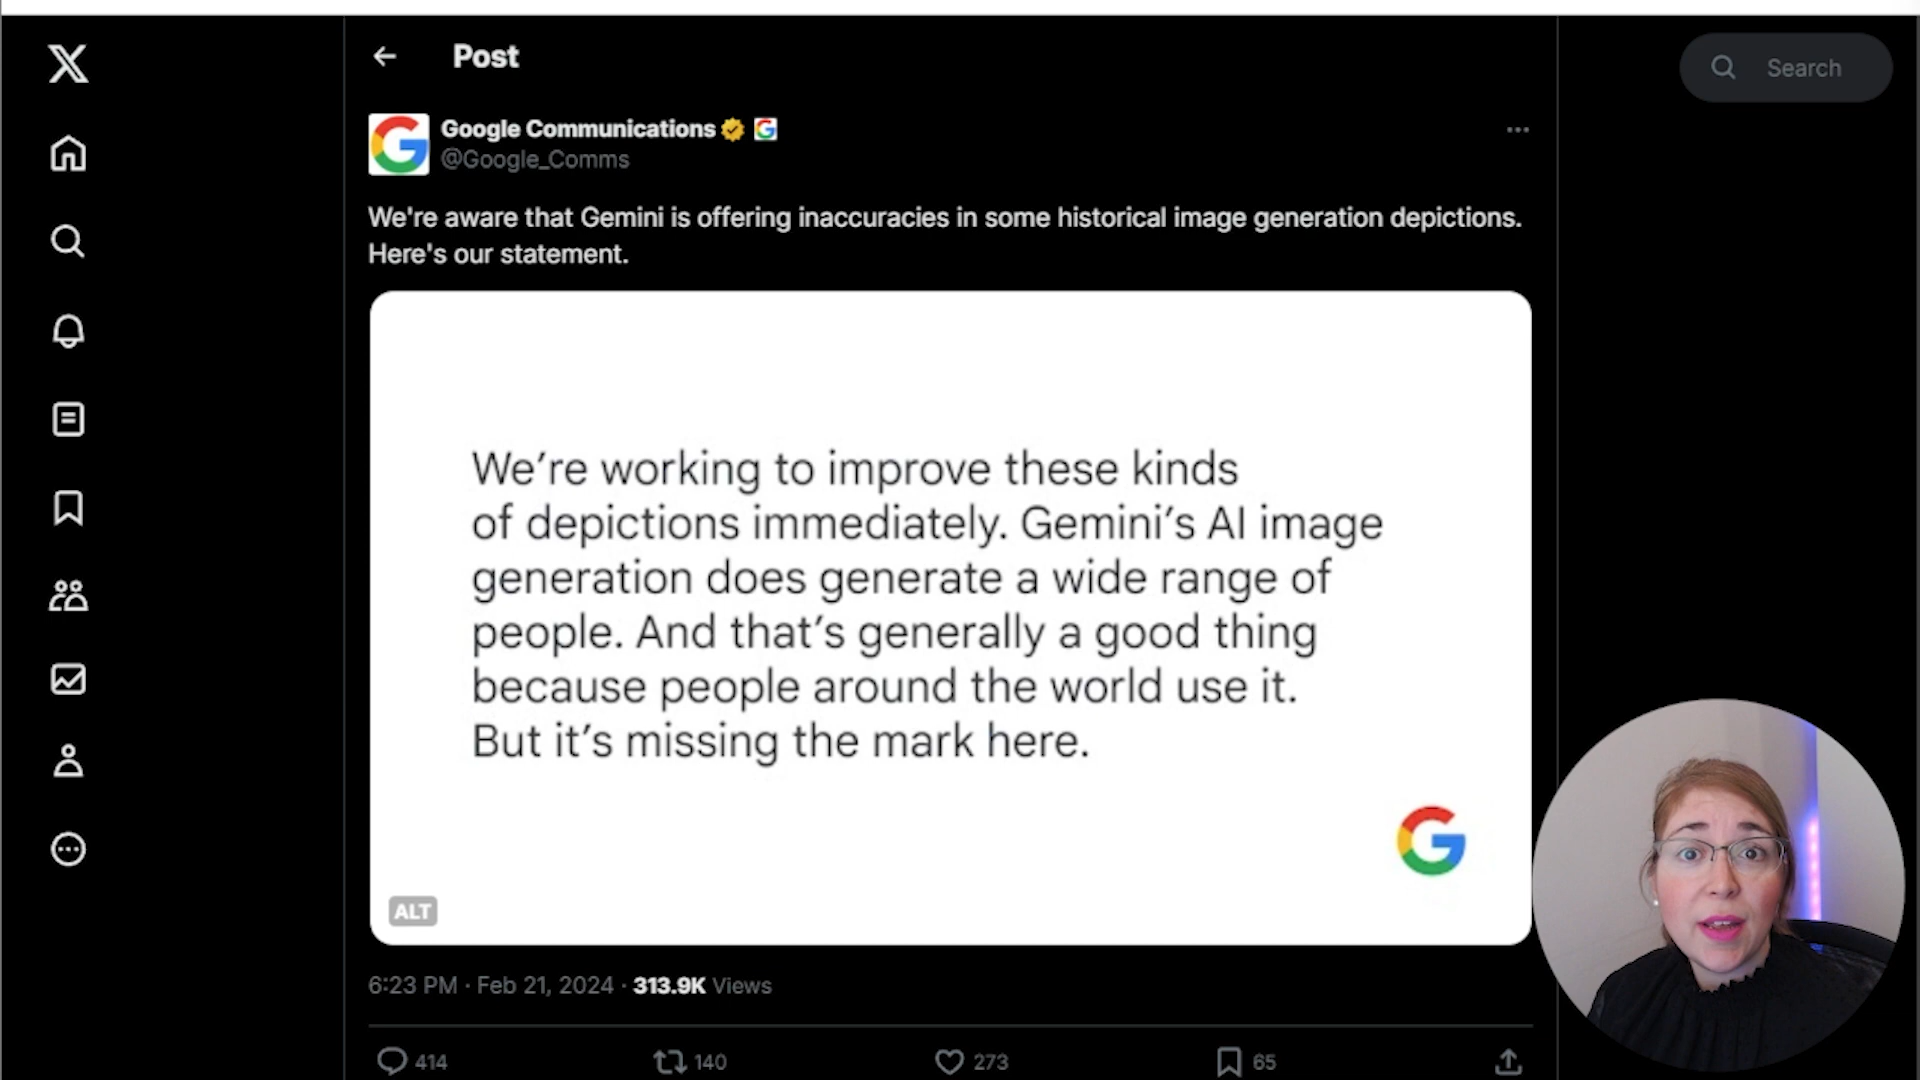 Post
Search
Google Communications
@Google_Comms
We're aware that Gemini is offering inaccuracies in some historical image generation depictions.
Here's our statement.
We're working to improve these kinds
of depictions immediately. Gemini's AI image
generation does generate a wide range of
people. And that's generally a good thing
because people around the world use it.
But it's missing the mark here.
ALT
6:23 PM · Feb 21, 2024 · 313.9K Views
414 140 273 65